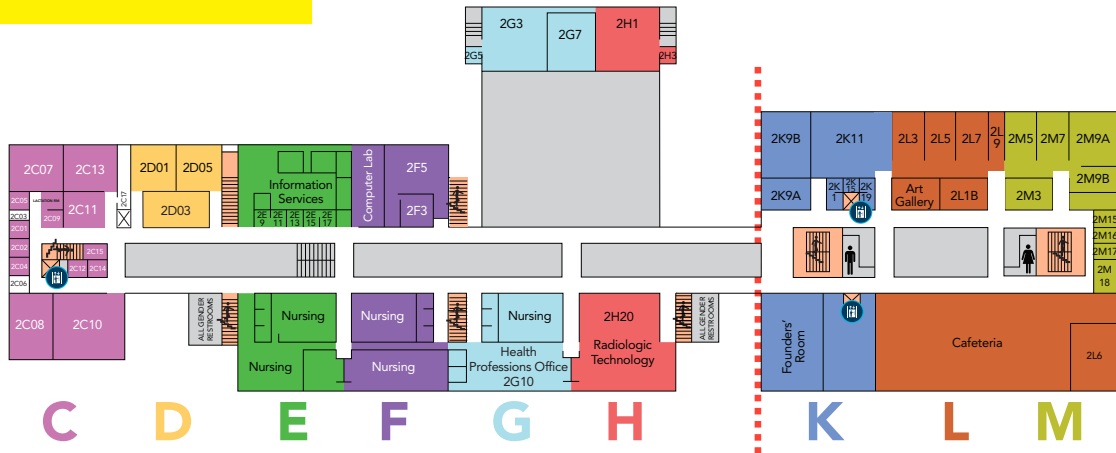 2G3
2G7
2H1
2G5
2H3
2K9B
2K11
2L3
2L5
2L7
2L
9
2M5
2M7
2M9A
2C07
2C13
2D01
2D05
Information
Services
Computer Lab
2F5
2C05
LACTATION RM
2C11
2C17
2D03
2E
9
2E
11
2E
13
2E
15
2E
17
2F3
2K9A
2K
1
2K
15
2K
19
Art
Gallery
2L1B
2M3
2M9B
2C03
2C09
2C01
2C02
2C15
2C04
2C12
2C14
2C06
2M15
2M16
2M17
2M
18
2C08
2C10
ALL GENDER
RESTROOMS
Nursing
Nursing
Nursing
2H20
Radiologic
Technology
ALL GENDER
RESTROOMS
Nursing
Nursing
Health
Professions Office
2G10
Founders'
Room
Cafeteria
2L6
C
D
E
F
G
H
K
L
M